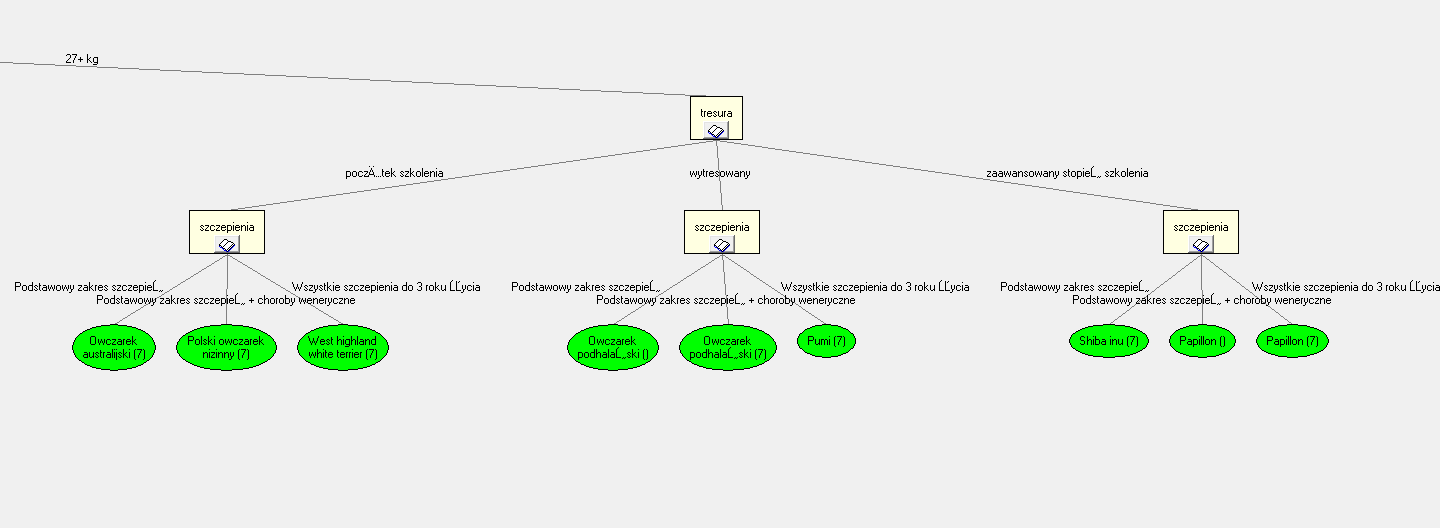 27+ kg
tresura
poczÄ…tek szkolenia
wytresowany
zaawansowany stopieĹ„ szkolenia
szczepienia
szczepienia
szczepienia
Podstawowy zakres szczepieĹ„
Wszystkie szczepienia do 3 roku ĹĽycia
Podstawowy zakres szczepieĹ„ + choroby weneryczne
Podstawowy zakres szczepieĹ„
Wszystkie szczepienia do 3 roku ĹĽycia
Podstawowy zakres szczepieĹ„ + choroby weneryczne
Podstawowy zakres szczepieĹ„
Wszystkie szczepienia do 3 roku ĹĽycia
Podstawowy zakres szczepieĹ„ + choroby weneryczne
Owczarek
australijski (7)
Polski owczarek
nizinny (7)
West highland
white terrier (7)
Owczarek
podhalaĹ„ski ()
Owczarek
podhalaĹ„ski (7)
Pumi (7)
Shiba inu (7)
Papillon ()
Papillon (7)